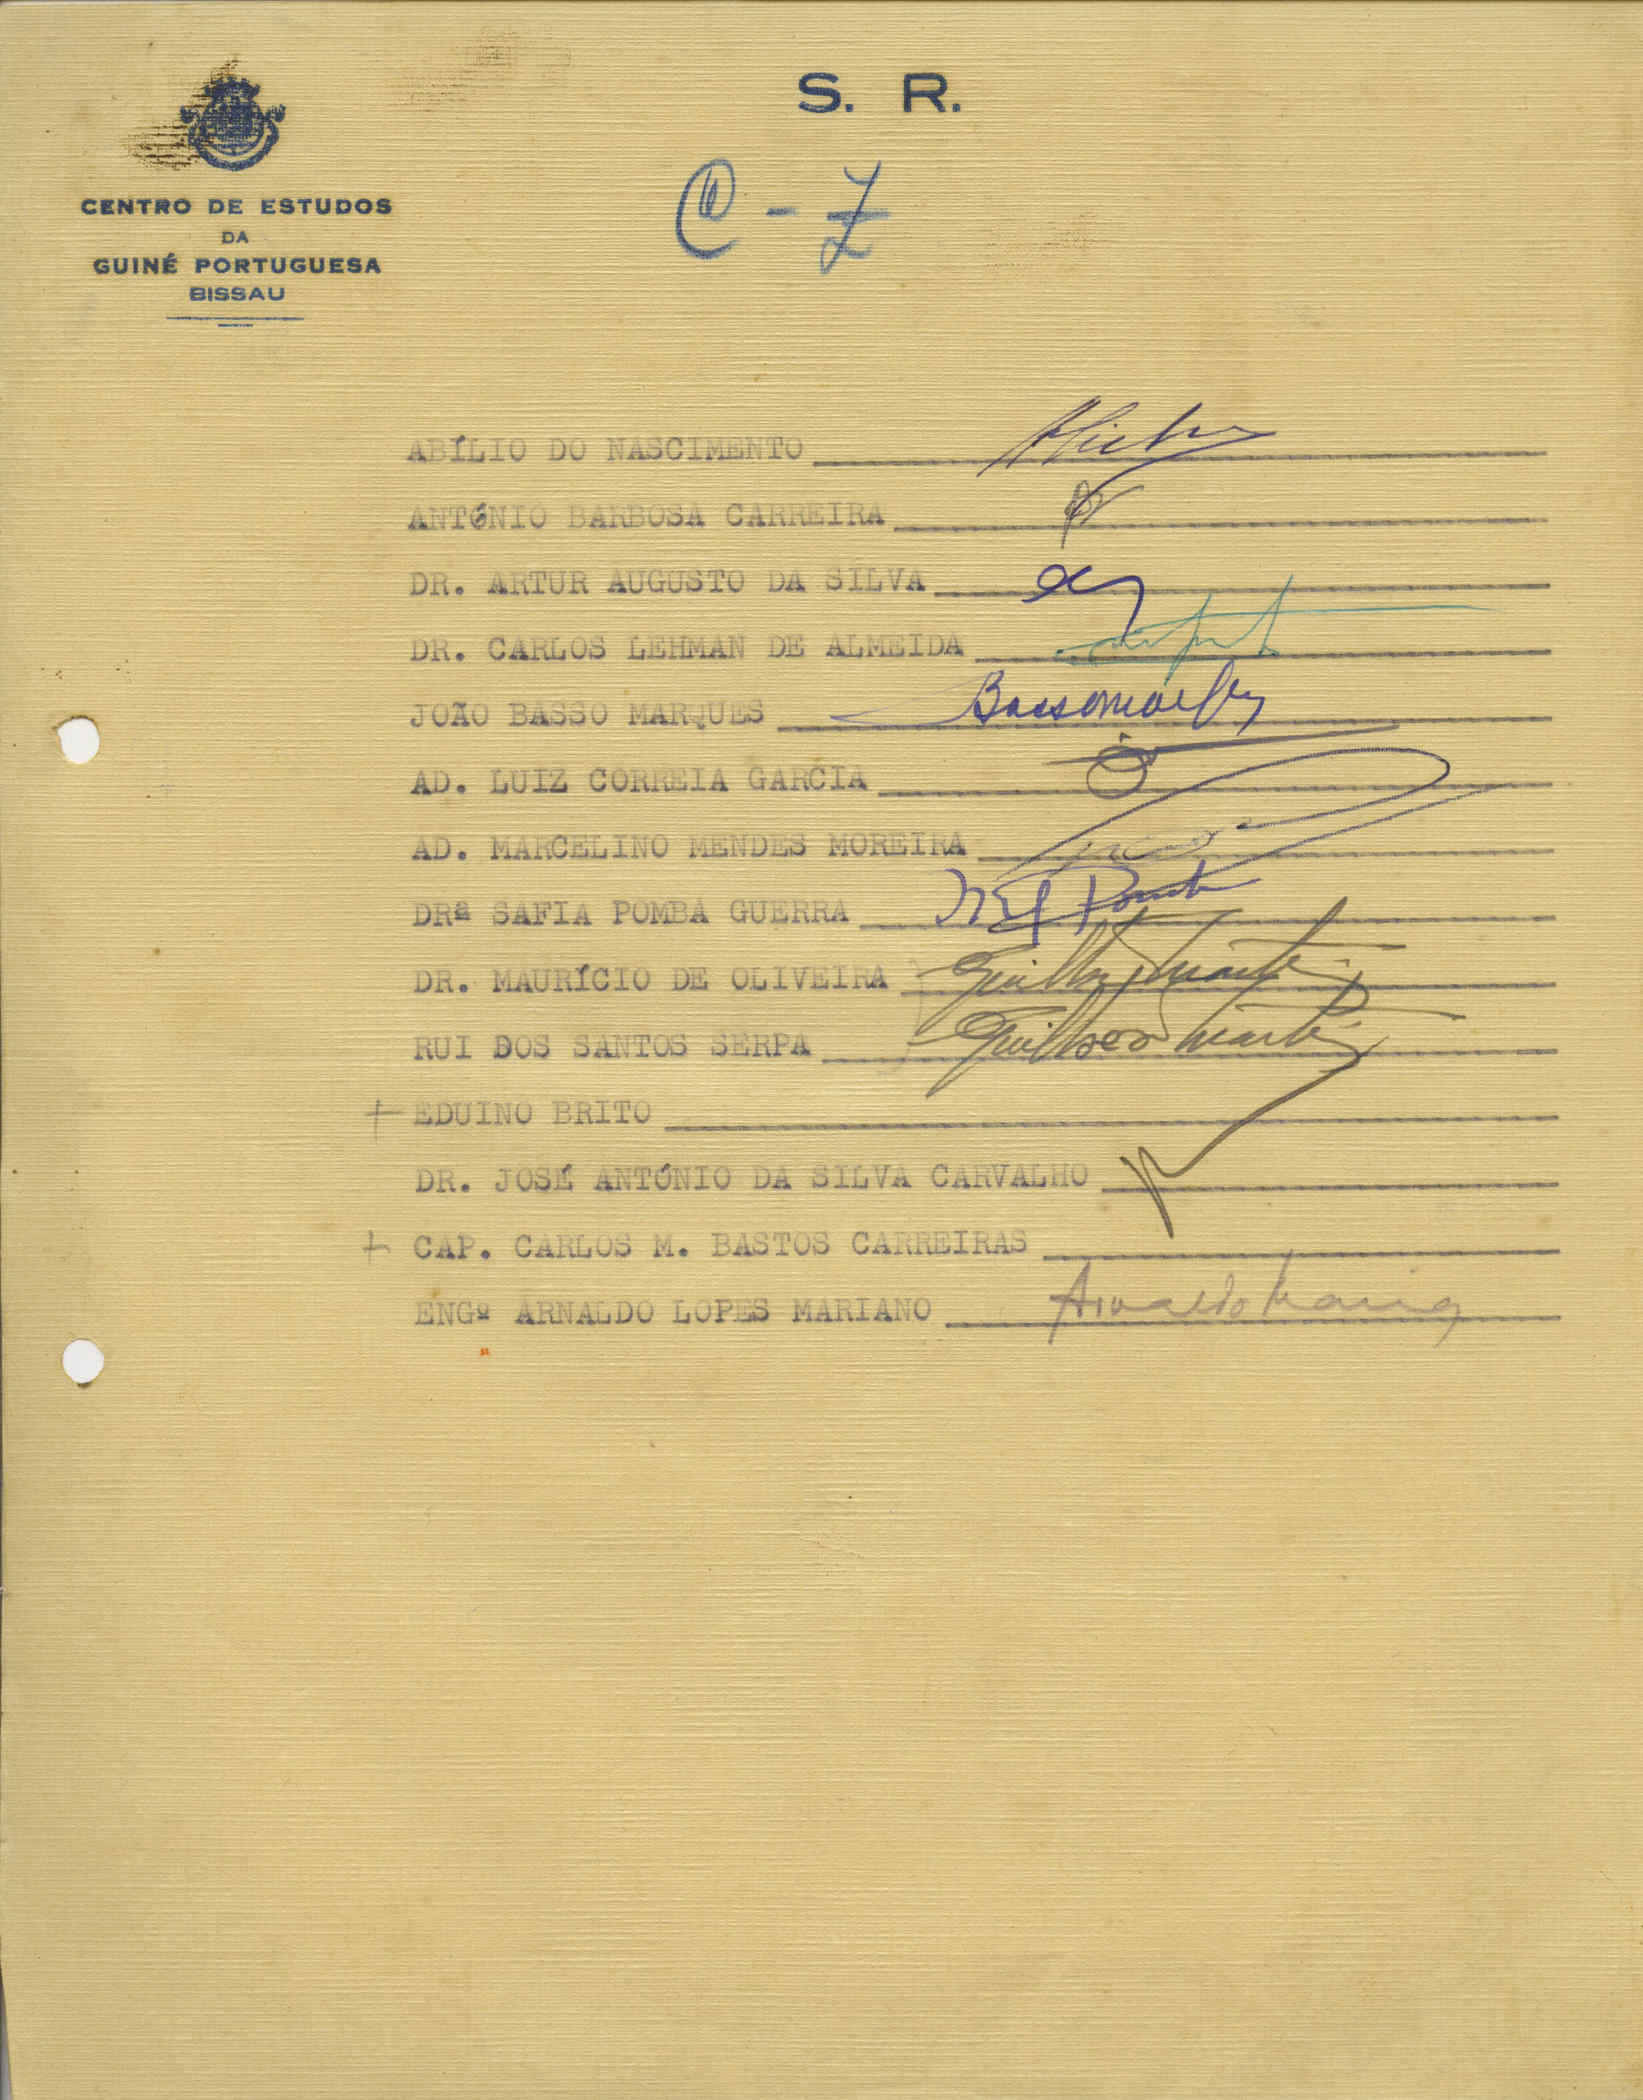 S. R.
C - Z
CENTRO DE ESTUDOS
DA
GUINÉ PORTUGUESA
BISSAU
ABÍLIO DO NASCIMENTO
ANTÓNIO BARBOSA CARREIRA
DR. ARTUR AUGUSTO DA SILVA
DR. CARLOS LEHMAN DE ALMEIDA
JOÃO BASSO MARQUES Bassomarques
AD. LUIZ CORREIA GARCIA
AD. MARCELINO MENDES MOREIRA
DRª SAFIA POMBA GUERRA
DR. MAURÍCIO DE OLIVEIRA
RUI DOS SANTOS SERPA
+ EDUINO BRITO
DR. JOSÉ ANTÓNIO DA SILVA CARVALHO
+ CAP. CARLOS M. BASTOS CARREIRAS
ENGº ARNALDO LOPES MARIANO Arnaldo Mariano